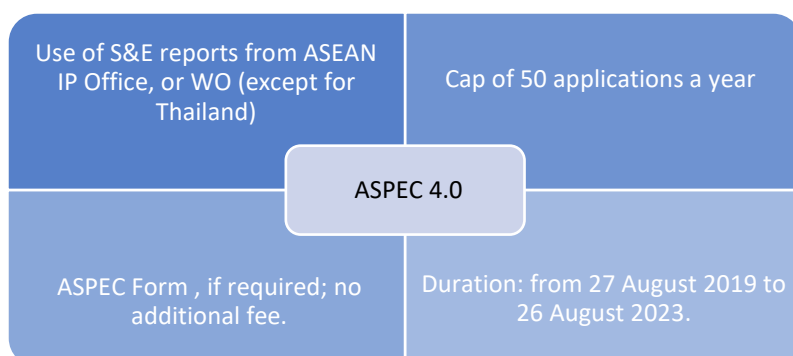 Use of S&E reports from ASEAN
IP Office, or WO (except for
Thailand)
Cap of 50 applications a year
ASPEC 4.0
ASPEC Form , if required; no
additional fee.
Duration: from 27 August 2019 to
26 August 2023.